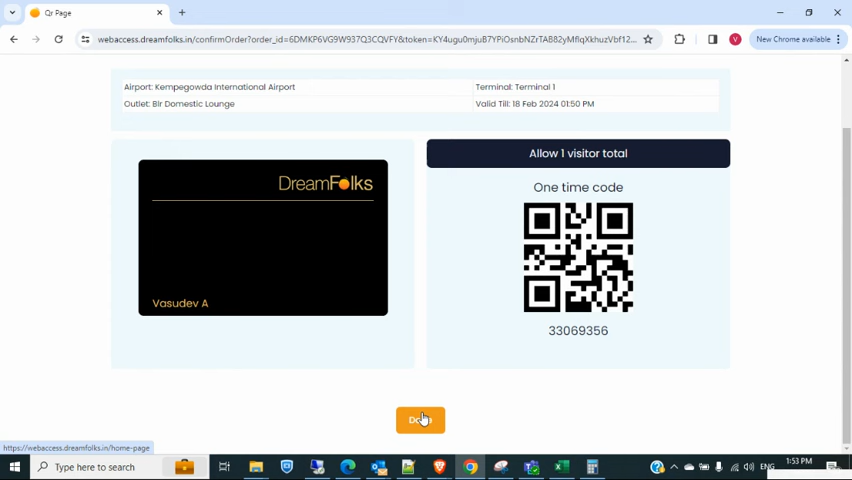 Qr Page
webaccess.dreamfolks.in/confirmOrder?order_id=6DMKP6VG9W937Q3CQVFY&token=KY4ugu0mjuB7YPiOsnbNZrTAB82yMflqXkhuzVbf12...
New Chrome available
Airport: Kempegowda International Airport
Terminal: Terminal 1
Outlet: Blr Domestic Lounge
Valid Till: 18 Feb 2024 01:50 PM
Allow 1 visitor total
DreamFolks
One time code
Vasudev A
33069356
https://webaccess.dreamfolks.in/home-page
Type here to search
ENG
1:53 PM